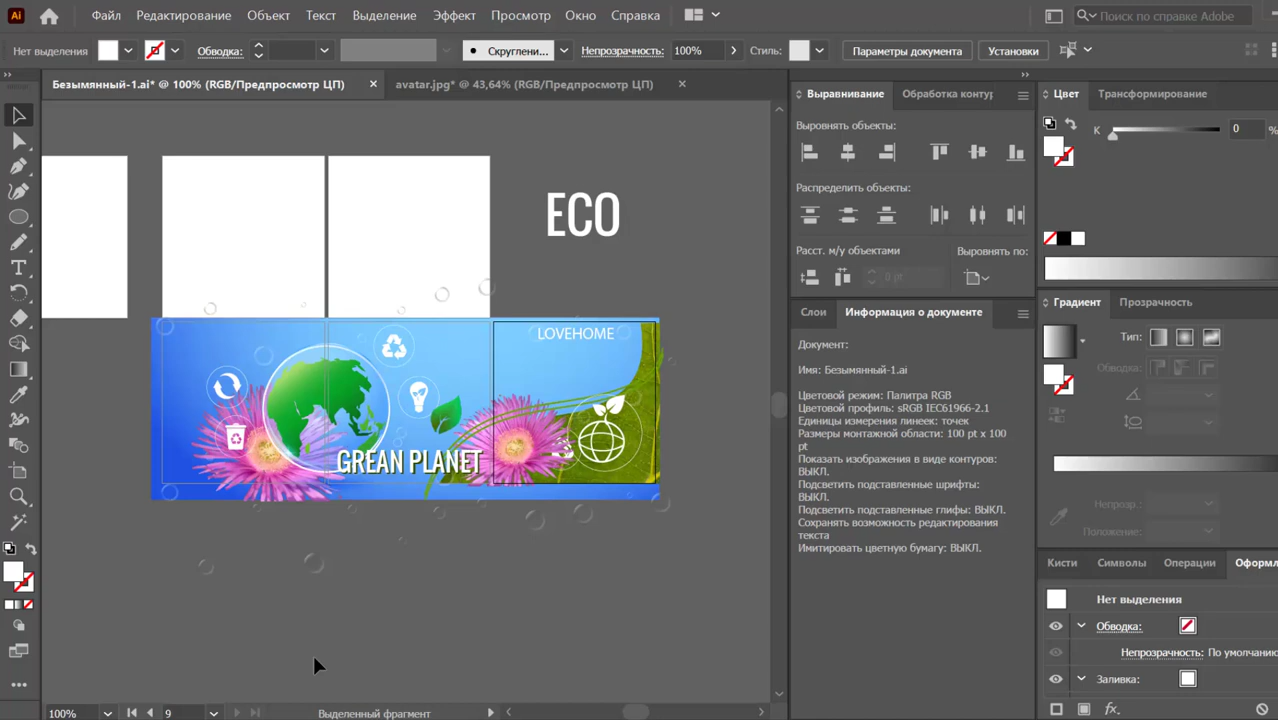 Ai Файл Редактирование Объект Текст Выделение Эффект Просмотр Окно Справка Поиск по справке Adobe
Нет выделения Обводка: Скруглени... Непрозрачность: 100% Стиль: Параметры документа Установки
Безымянный-1.ai* @ 100% (RGB/Предпросмотр ЦП) avatar.jpg* @ 43,64% (RGB/Предпросмотр ЦП)
Выравнивание Обработка контур
Выровнять объекты:
Распределить объекты:
Расст. м/у объектами Выровнять по:
0 pt
Слои Информация о документе
Документ:
Имя: Безымянный-1.ai
Цветовой режим: Палитра RGB
Цветовой профиль: sRGB IEC61966-2.1
Единицы измерения линеек: точек
Размеры монтажной области: 100 pt x 100
pt
Показать изображения в виде контуров:
ВЫКЛ.
Подсветить подставленные шрифты:
ВЫКЛ.
Подсветить подставленные глифы: ВЫКЛ.
Сохранять возможность редактирования
текста
Имитировать цветную бумагу: ВЫКЛ.
Цвет Трансформирование
K 0 %
Градиент Прозрачность
Тип:
Обводка:
Непрозр.:
Положение:
Кисти Символы Операции Оформл
Нет выделения
Обводка:
Непрозрачность: По умолчанию
Заливка:
fx
ECO
LOVEHOME
GREAN PLANET
100% 9 Выделенный фрагмент